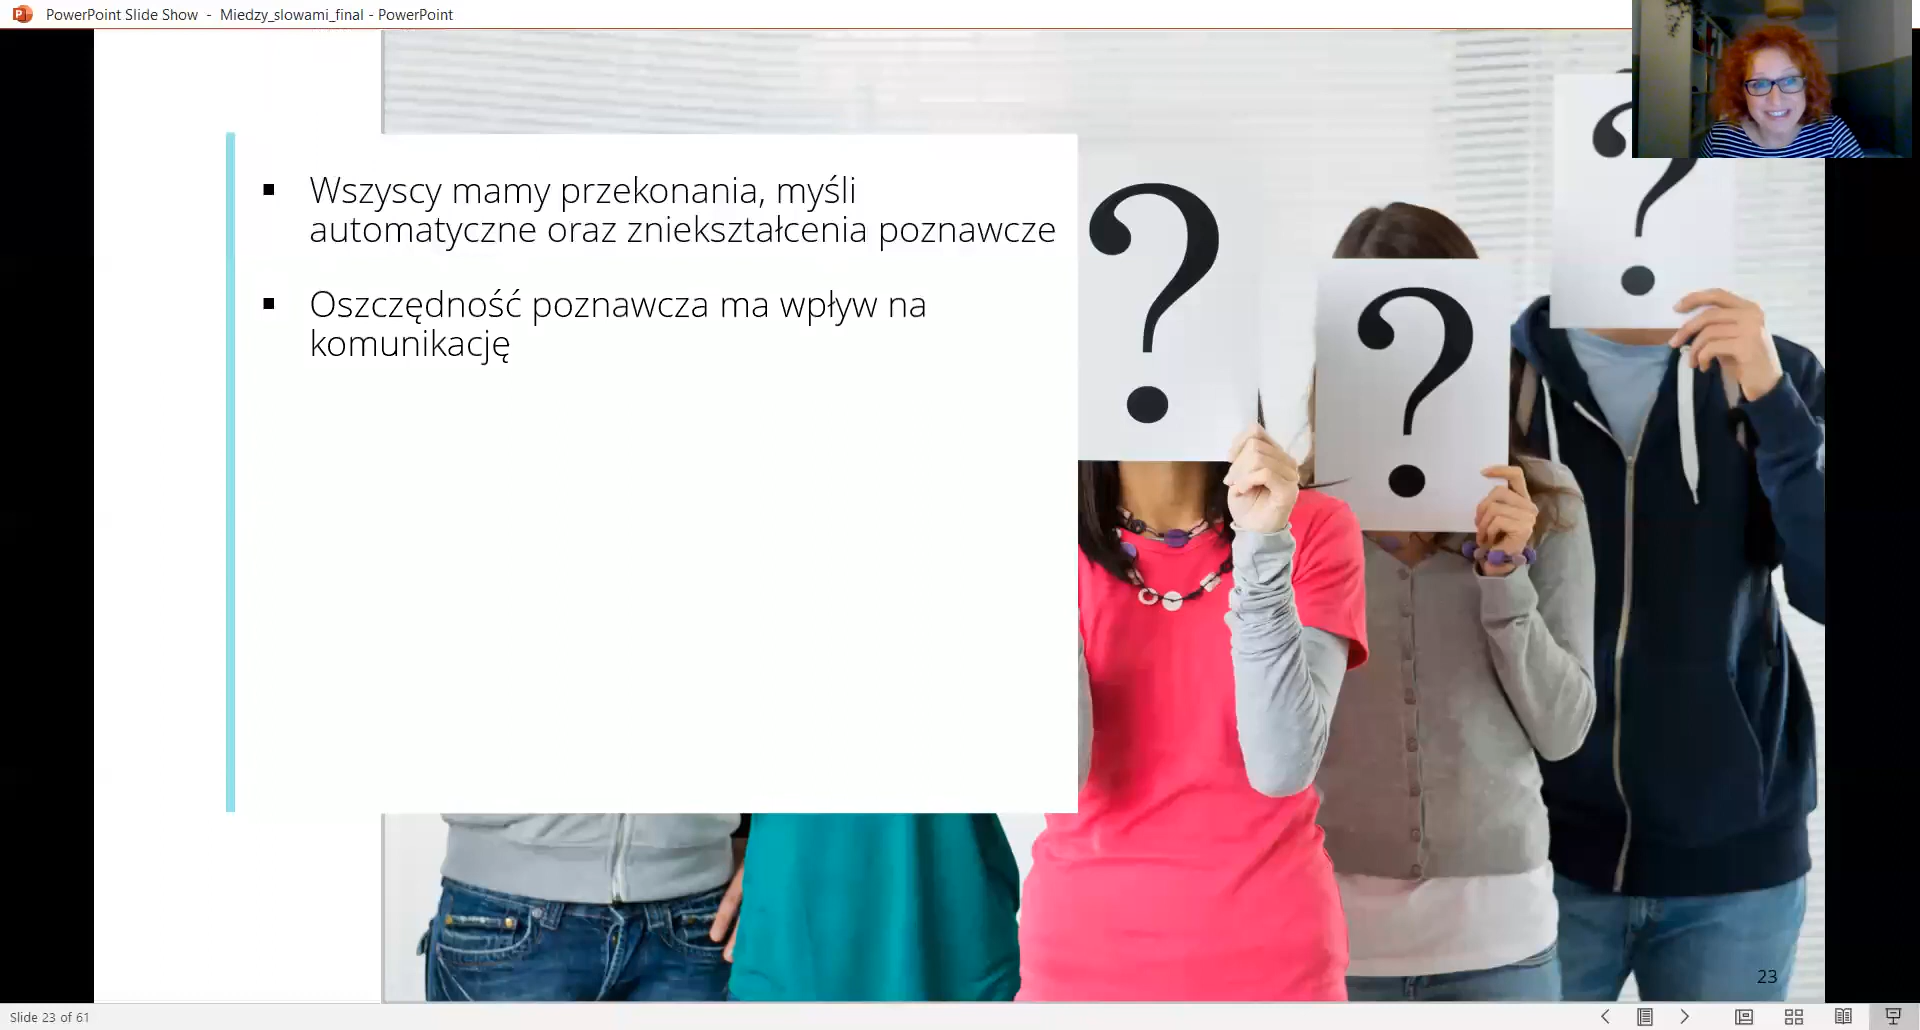 PowerPoint Slide Show - Miedzy_slowami_final - PowerPoint
▪ Wszyscy mamy przekonania, myśli
automatyczne oraz zniekształcenia poznawcze
▪ Oszczędność poznawcza ma wpływ na
komunikację
?
?
?
23
Slide 23 of 61